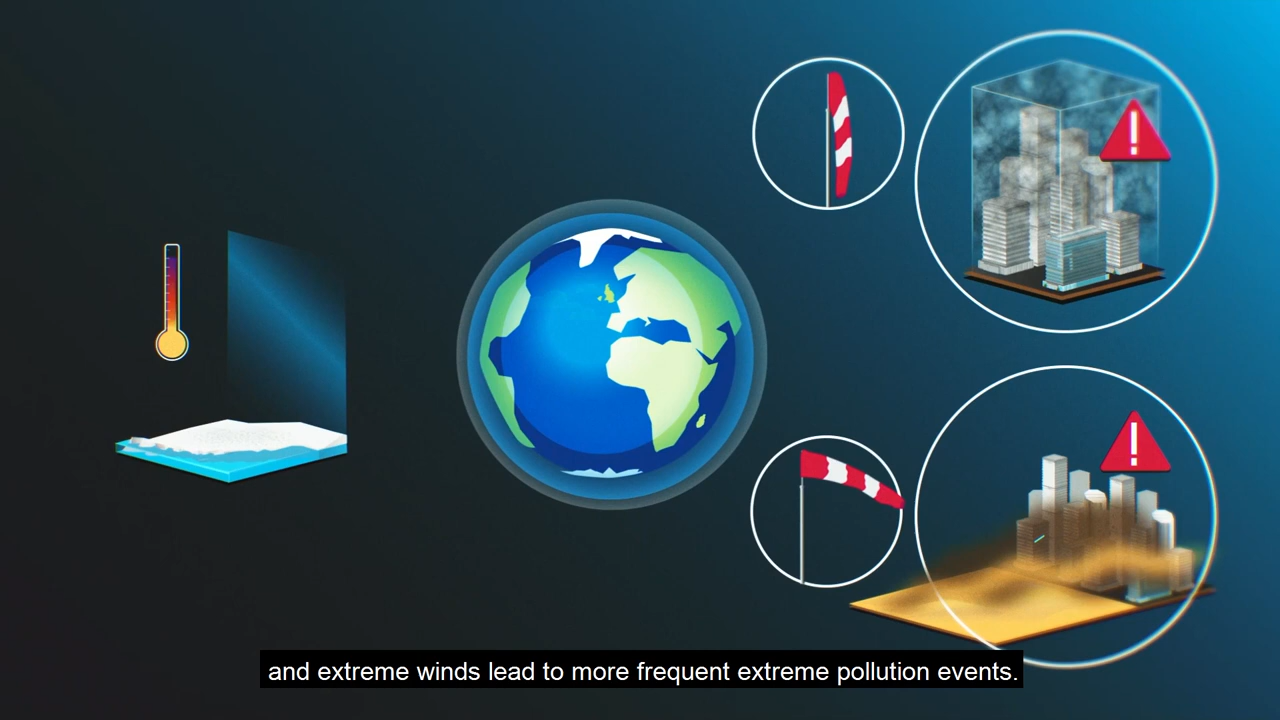 and extreme winds lead to more frequent extreme pollution events.